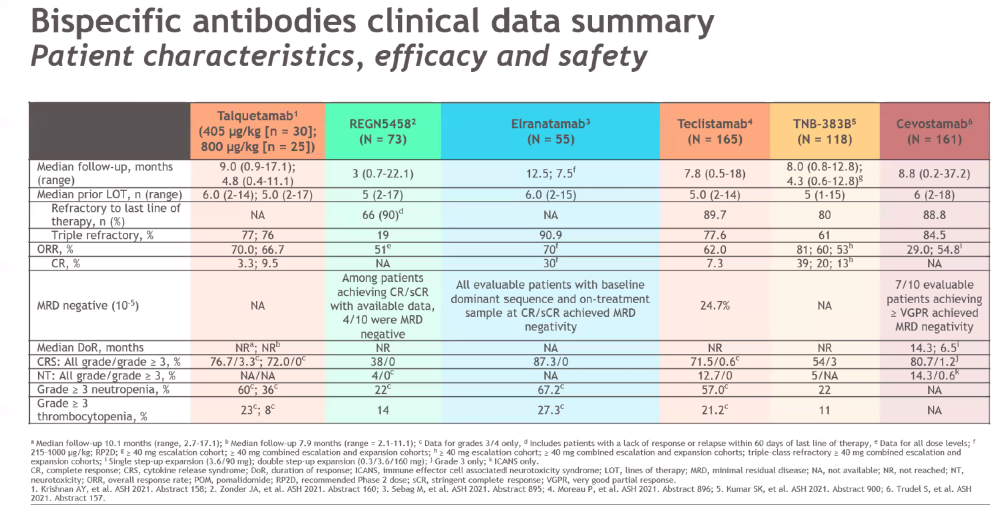 Bispecific antibodies clinical data summary
Patient characteristics, efficacy and safety
Talquetamab¹ (405 µg/kg [n = 30]; 800 µg/kg [n = 25]) REGN5458² (N = 73) Elranatamab³ (N = 55) Teclistamab⁴ (N = 165) TNB-383B⁵ (N = 118) Cevostamab⁶ (N = 161)
Median follow-up, months (range) 9.0 (0.9-17.1); 4.8 (0.4-11.1) 3 (0.7-22.1) 12.5; 7.5ᶠ 7.8 (0.5-18) 8.0 (0.8-12.8); 4.3 (0.6-12.8)ᵍ 8.8 (0.2-37.2)
Median prior LOT, n (range) 6.0 (2-14); 5.0 (2-17) 5 (2-17) 6.0 (2-15) 5.0 (2-14) 5 (1-15) 6 (2-18)
Refractory to last line of therapy, n (%) NA 66 (90)ᵈ NA 89.7 80 88.8
Triple refractory, % 77; 76 19 90.9 77.6 61 84.5
ORR, % 70.0; 66.7 51ᵉ 70ᶠ 62.0 81; 60; 53ʰ 29.0; 54.8ⁱ
CR, % 3.3; 9.5 NA 30ᶠ 7.3 39; 20; 13ʰ NA
MRD negative (10⁻⁵) NA Among patients achieving CR/sCR with available data, 4/10 were MRD negative All evaluable patients with baseline dominant sequence and on-treatment sample at CR/sCR achieved MRD negativity 24.7% NA 7/10 evaluable patients achieving ≥ VGPR achieved MRD negativity
Median DoR, months NRᵃ; NRᵇ NR NA NR NR 14.3; 6.5ⁱ
CRS: All grade/grade ≥ 3, % 76.7/3.3ᶜ; 72.0/0ᶜ 38/0 87.3/0 71.5/0.6ᶜ 54/3 80.7/1.2ʲ
NT: All grade/grade ≥ 3, % NA/NA 4/0ᶜ NA 12.7/0 5/NA 14.3/0.6ᵏ
Grade ≥ 3 neutropenia, % 60ᶜ; 36ᶜ 22ᶜ 67.2ᶜ 57.0ᶜ 22 NA
Grade ≥ 3 thrombocytopenia, % 23ᶜ; 8ᶜ 14 27.3ᶜ 21.2ᶜ 11 NA
ᵃ Median follow-up 10.1 months (range, 2.7-17.1); ᵇ Median follow-up 7.9 months (range = 2.1-11.1); ᶜ Data for grades 3/4 only, ᵈ Includes patients with a lack of response or relapse within 60 days of last line of therapy, ᵉ Data for all dose levels; ᶠ
215-1000 µg/kg; RP2D; ᵍ ≥ 40 mg escalation cohort; ≥ 40 mg combined escalation and expansion cohorts; ʰ ≥ 40 mg escalation cohort; ≥ 40 mg combined escalation and expansion cohorts; triple-class refractory ≥ 40 mg combined escalation and
expansion cohorts; ⁱ Single step-up expansion (3.6/90 mg); double step-up expansion (0.3/3.6/160 mg); ʲ Grade 3 only; ᵏ ICANS only.
CR, complete response; CRS, cytokine release syndrome; DoR, duration of response; ICANS, immune effector cell associated neurotoxicity syndrome; LOT, lines of therapy; MRD, minimal residual disease; NA, not available; NR, not reached; NT,
neurotoxicity; ORR, overall response rate; POM, pomalidomide; RP2D, recommended Phase 2 dose; sCR, stringent complete response; VGPR, very good partial response.
1. Krishnan AY, et al. ASH 2021. Abstract 158; 2. Zonder JA, et al. ASH 2021. Abstract 160; 3. Sebag M, et al. ASH 2021. Abstract 895; 4. Moreau P, et al. ASH 2021. Abstract 896; 5. Kumar SK, et al. ASH 2021. Abstract 900; 6. Trudel S, et al. ASH
2021. Abstract 157.